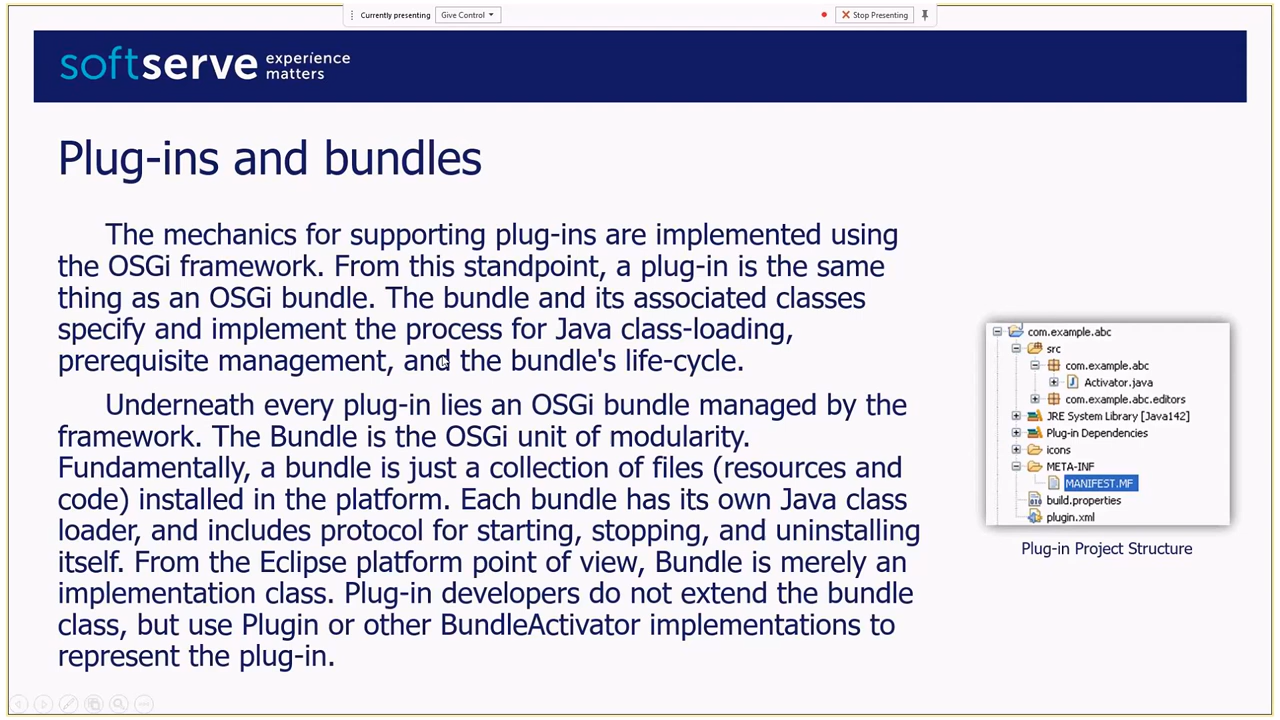 Currently presenting
Give Control
Stop Presenting
softserve experience
matters
Plug-ins and bundles
The mechanics for supporting plug-ins are implemented using
the OSGi framework. From this standpoint, a plug-in is the same
thing as an OSGi bundle. The bundle and its associated classes
specify and implement the process for Java class-loading,
prerequisite management, and the bundle's life-cycle.
Underneath every plug-in lies an OSGi bundle managed by the
framework. The Bundle is the OSGi unit of modularity.
Fundamentally, a bundle is just a collection of files (resources and
code) installed in the platform. Each bundle has its own Java class
loader, and includes protocol for starting, stopping, and uninstalling
itself. From the Eclipse platform point of view, Bundle is merely an
implementation class. Plug-in developers do not extend the bundle
class, but use Plugin or other BundleActivator implementations to
represent the plug-in.
com.example.abc
src
com.example.abc
Activator.java
com.example.abc.editors
JRE System Library [Java142]
Plug-in Dependencies
icons
META-INF
MANIFEST.MF
build.properties
plugin.xml
Plug-in Project Structure